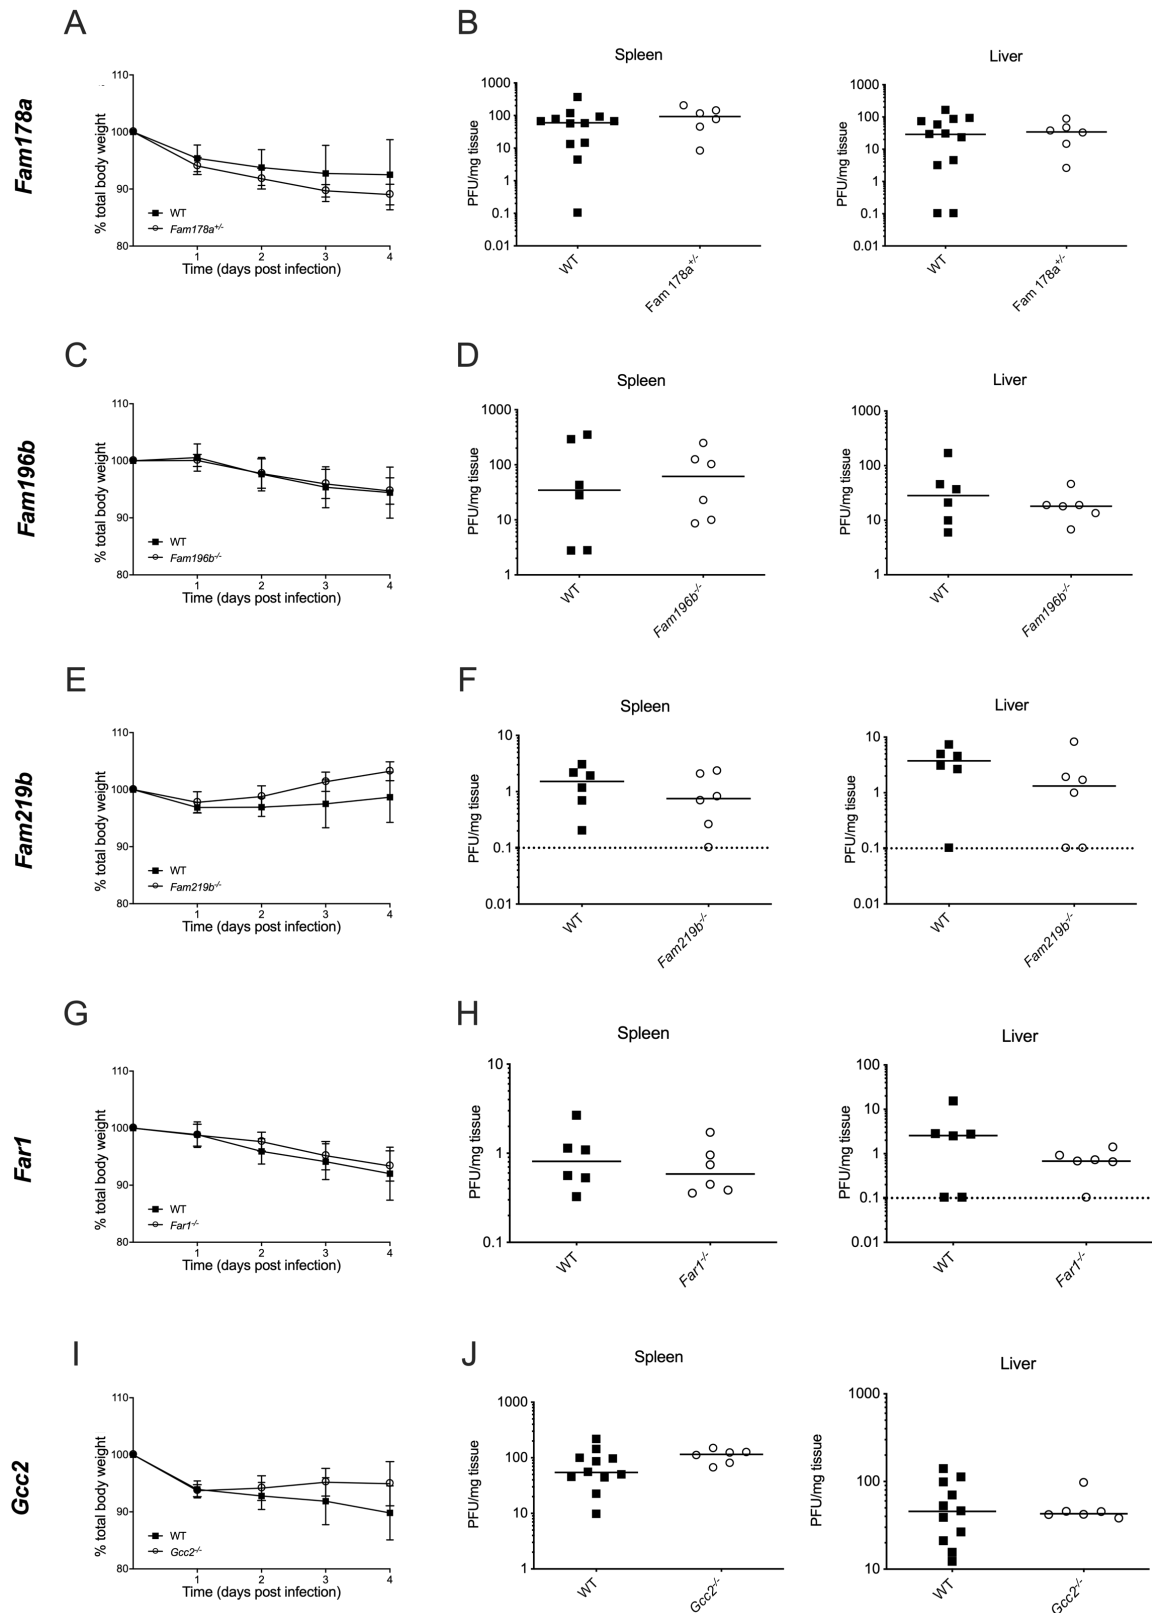 A
B
Fam178a
110
100
90
80
% total body weight
WT
Fam178a+/-
1
2
3
4
Time (days post infection)
Spleen
1000
100
10
1
0.1
0.01
PFU/mg tissue
WT
Fam 178a+/-
Liver
1000
100
10
1
0.1
0.01
PFU/mg tissue
WT
Fam 178a+/-
C
D
Fam196b
110
100
90
80
% total body weight
WT
Fam196b-/-
1
2
3
4
Time (days post infection)
Spleen
1000
100
10
1
PFU/mg tissue
WT
Fam196b-/-
Liver
1000
100
10
1
PFU/mg tissue
WT
Fam196b-/-
E
F
Fam219b
110
100
90
80
% total body weight
WT
Fam219b-/-
1
2
3
4
Time (days post infection)
Spleen
10
1
0.1
0.01
PFU/mg tissue
WT
Fam219b-/-
Liver
10
1
0.1
0.01
PFU/mg tissue
WT
Fam219b-/-
G
H
Far1
110
100
90
80
% total body weight
WT
Far1-/-
1
2
3
4
Time (days post infection)
Spleen
10
1
0.1
PFU/mg tissue
WT
Far1-/-
Liver
100
10
1
0.1
0.01
PFU/mg tissue
WT
Far1-/-
I
J
Gcc2
110
100
90
80
% total body weight
WT
Gcc2-/-
1
2
3
4
Time (days post infection)
Spleen
1000
100
10
1
PFU/mg tissue
WT
Gcc2-/-
Liver
1000
100
10
PFU/mg tissue
WT
Gcc2-/-